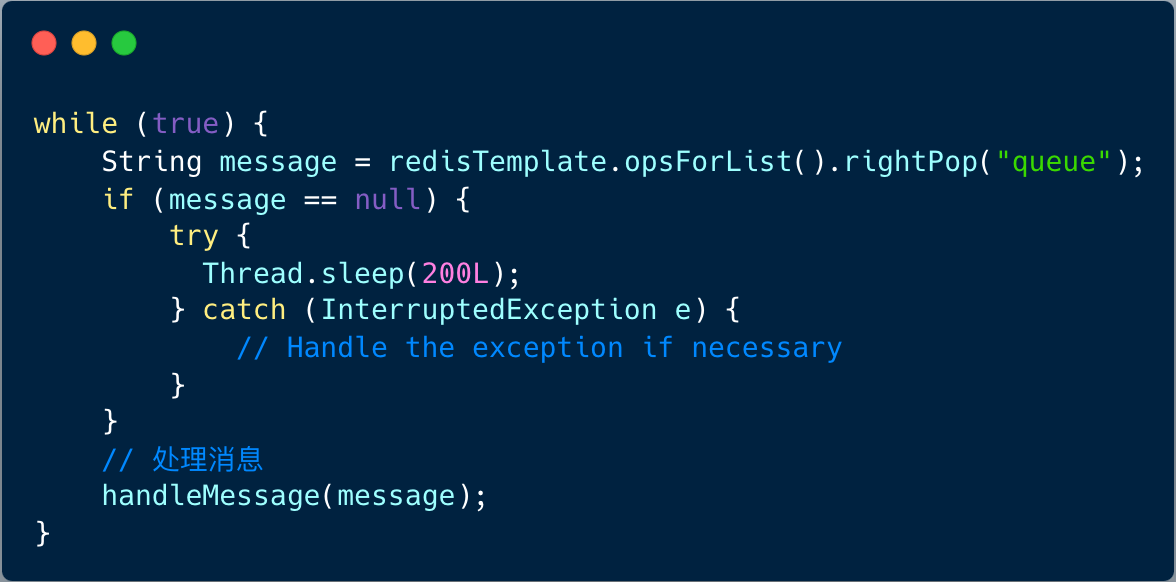 while (true) {
    String message = redisTemplate.opsForList().rightPop("queue");
    if (message == null) {
        try {
          Thread.sleep(200L);
        } catch (InterruptedException e) {
            // Handle the exception if necessary
        }
    }
    // 处理消息
    handleMessage(message);
}